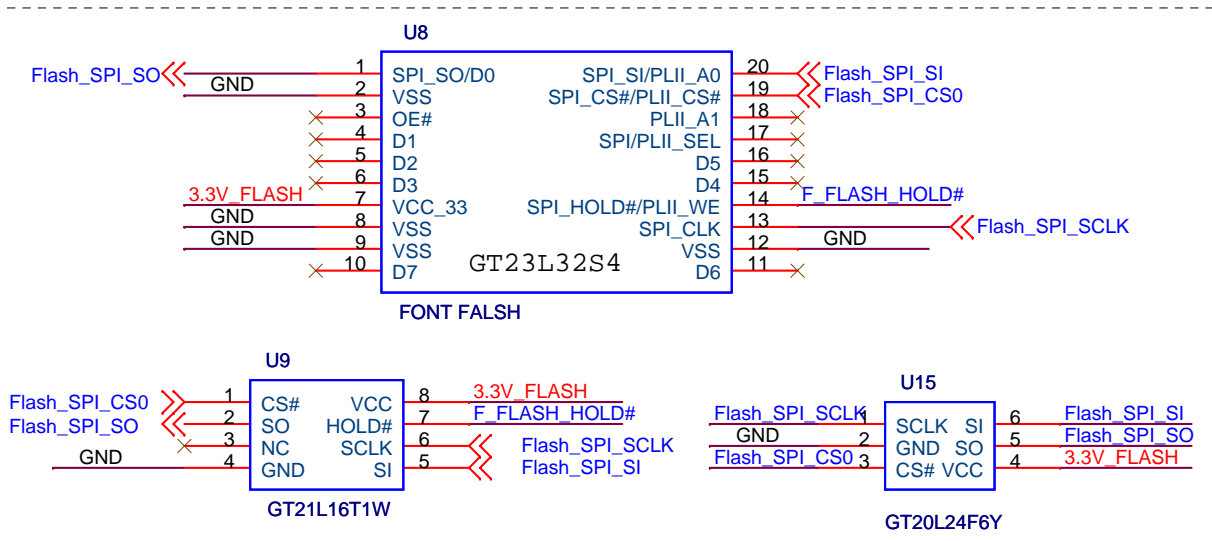 U8
Flash_SPI_SO 1 SPI_SO/D0 SPI_SI/PLII_A0 20 Flash_SPI_SI
GND 2 VSS SPI_CS#/PLII_CS# 19 Flash_SPI_CS0
3 OE# PLII_A1 18
4 D1 SPI/PLII_SEL 17
5 D2 D5 16
6 D3 D4 15
3.3V_FLASH 7 VCC_33 SPI_HOLD#/PLII_WE 14 F_FLASH_HOLD#
GND 8 VSS SPI_CLK 13 Flash_SPI_SCLK
GND 9 VSS VSS 12 GND
10 D7 GT23L32S4 D6 11
FONT FALSH
U9
Flash_SPI_CS0 1 CS# VCC 8 3.3V_FLASH
Flash_SPI_SO 2 SO HOLD# 7 F_FLASH_HOLD#
3 NC SCLK 6 Flash_SPI_SCLK
GND 4 GND SI 5 Flash_SPI_SI
GT21L16T1W
U15
Flash_SPI_SCLK 1 SCLK SI 6 Flash_SPI_SI
GND 2 GND SO 5 Flash_SPI_SO
Flash_SPI_CS0 3 CS# VCC 4 3.3V_FLASH
GT20L24F6Y